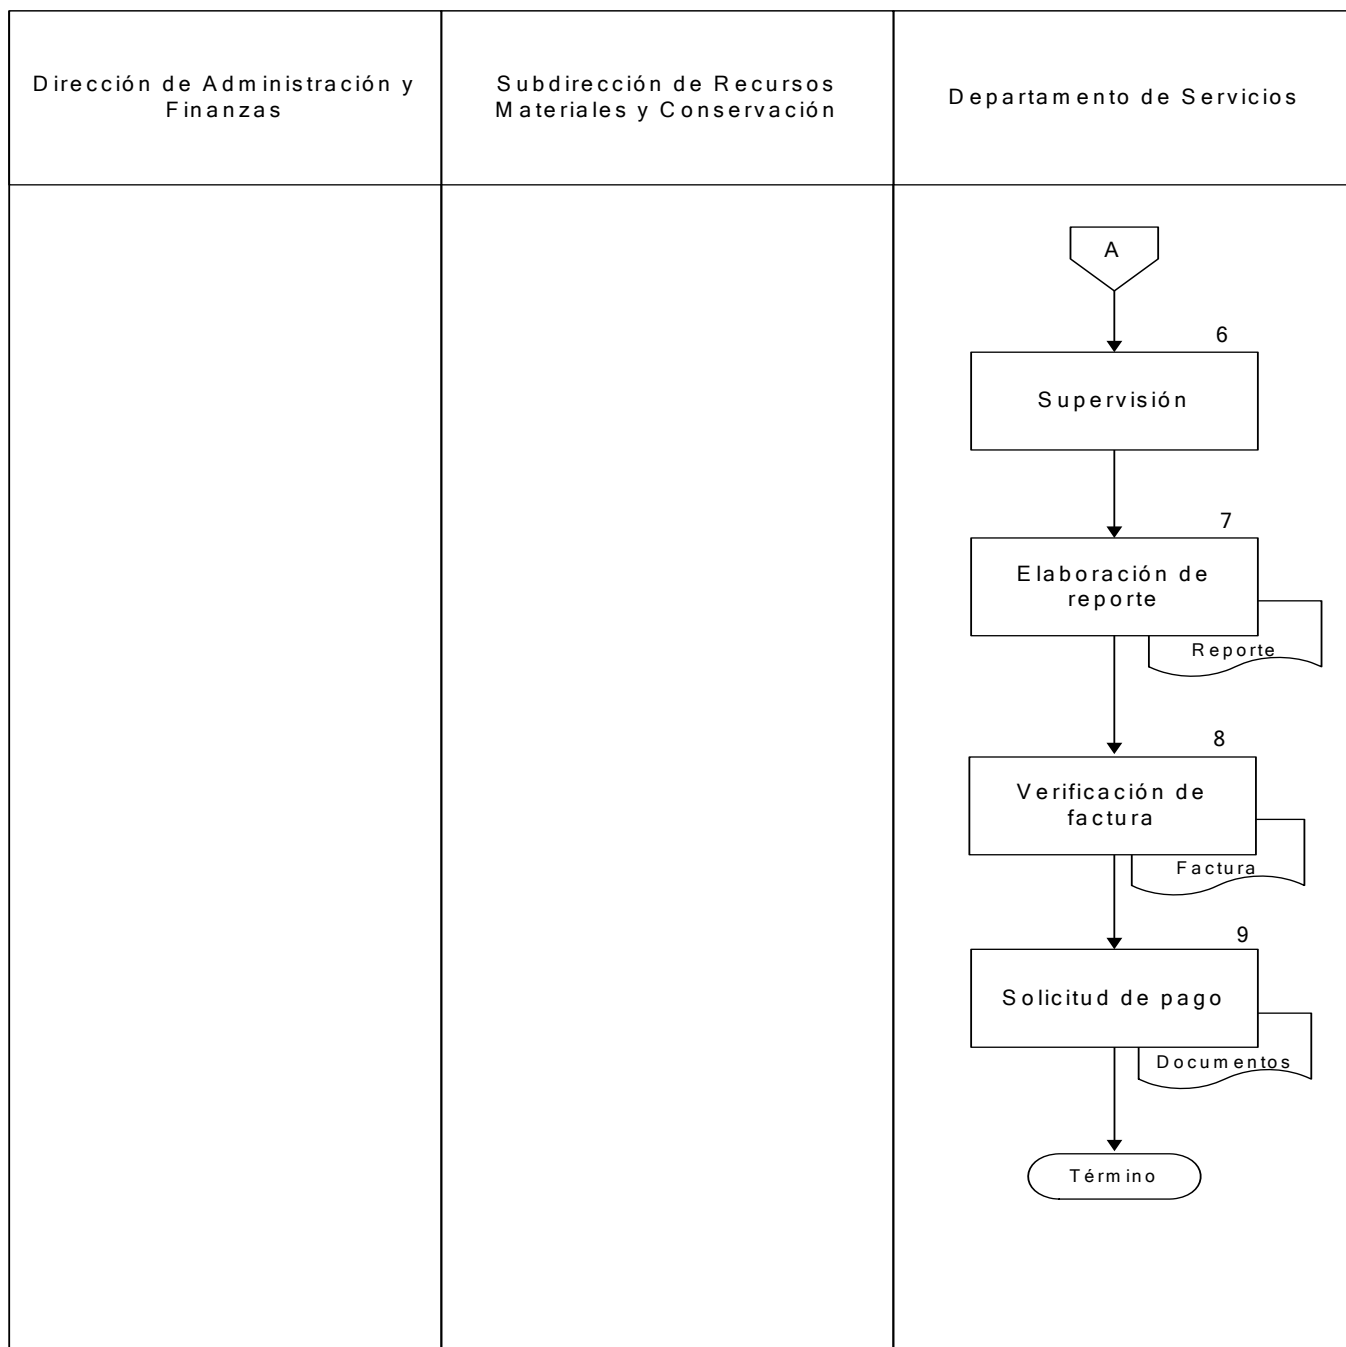 Dirección de Administración y
Finanzas
Subdirección de Recursos
Materiales y Conservación
Departamento de Servicios
A
6
Supervisión
7
Elaboración de
reporte
Reporte
8
Verificación de
factura
Factura
9
Solicitud de pago
Documentos
Término